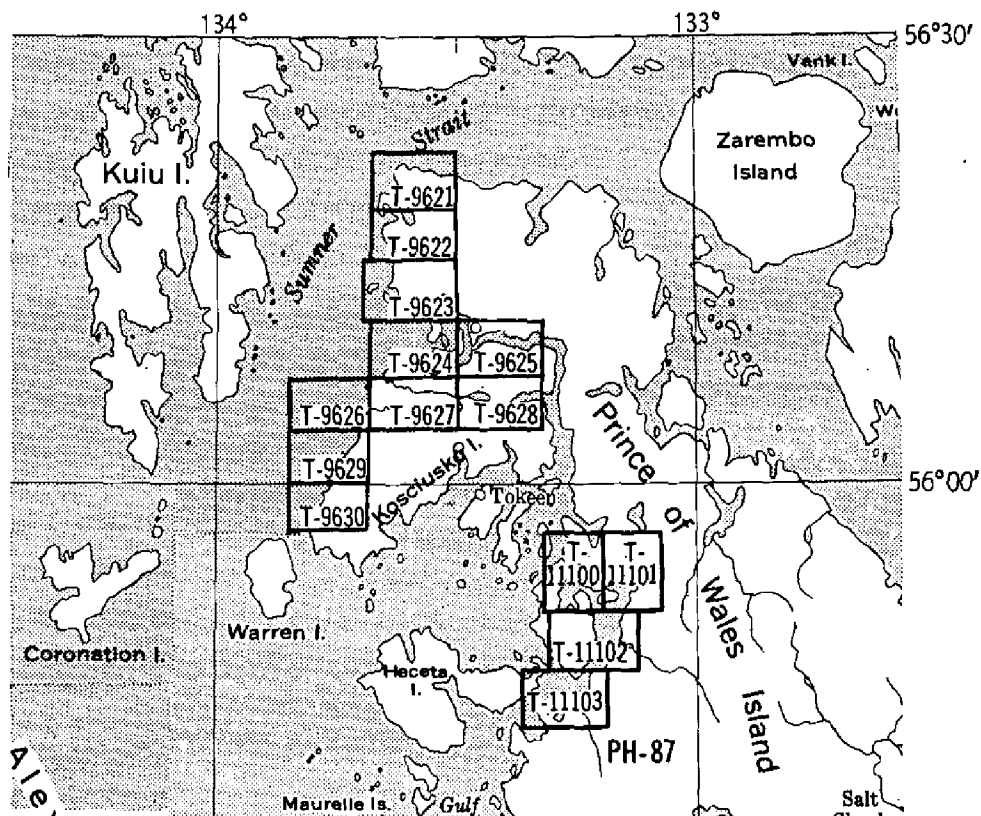 134°
133°
56°30′
Vank I.
Strait
Zarembo
Island
Kuiu I.
T-9621
T-9622
Sumner
T-9623
T-9624
T-9625
T-9626
T-9627
T-9628
Prince
T-9629
Kosciusko I.
56°00′
T-9630
Tokeen
of
T-
11100
T-
11101
Wales
Warren I.
Coronation I.
T-11102
Heceta
I.
T-11103
Island
PH-87
Ale
Maurelle Is.
Gulf
Salt